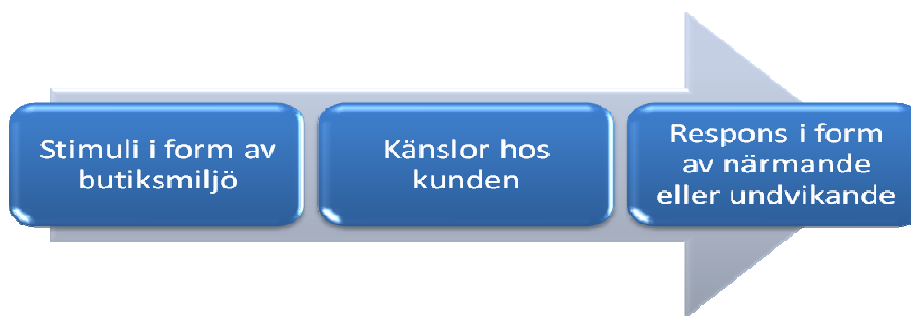 Stimuli i form av
butiksmiljö
Känslor hos
kunden
Respons i form
av närmande
eller undvikande